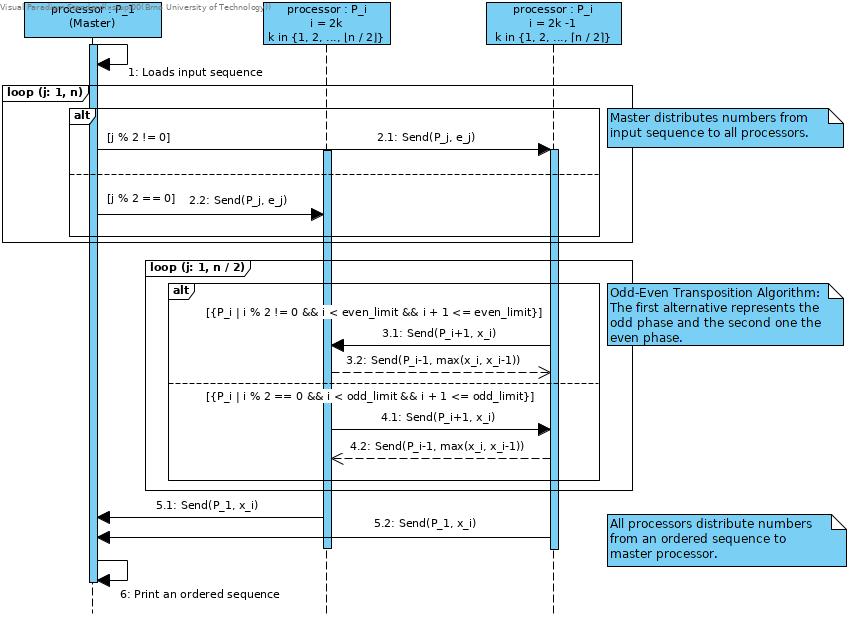 Visual Paradigm
Brno University of Technology))
processor : P_1
(Master)
processor : P_i
i = 2k
k in {1, 2, ..., ⌊n / 2⌋}
processor : P_i
i = 2k -1
k in {1, 2, ..., ⌈n / 2⌉}
1: Loads input sequence
loop (j: 1, n)
alt
[j % 2 != 0]
2.1: Send(P_j, e_j)
Master distributes numbers from
input sequence to all processors.
[j % 2 == 0]
2.2: Send(P_j, e_j)
loop (j: 1, n / 2)
alt
[{P_i | i % 2 != 0 && i < even_limit && i + 1 <= even_limit}]
3.1: Send(P_i+1, x_i)
3.2: Send(P_i-1, max(x_i, x_i-1))
Odd-Even Transposition Algorithm:
The first alternative represents the
odd phase and the second one the
even phase.
[{P_i | i % 2 == 0 && i < odd_limit && i + 1 <= odd_limit}]
4.1: Send(P_i+1, x_i)
4.2: Send(P_i-1, max(x_i, x_i-1))
5.1: Send(P_1, x_i)
5.2: Send(P_1, x_i)
All processors distribute numbers
from an ordered sequence to
master processor.
6: Print an ordered sequence